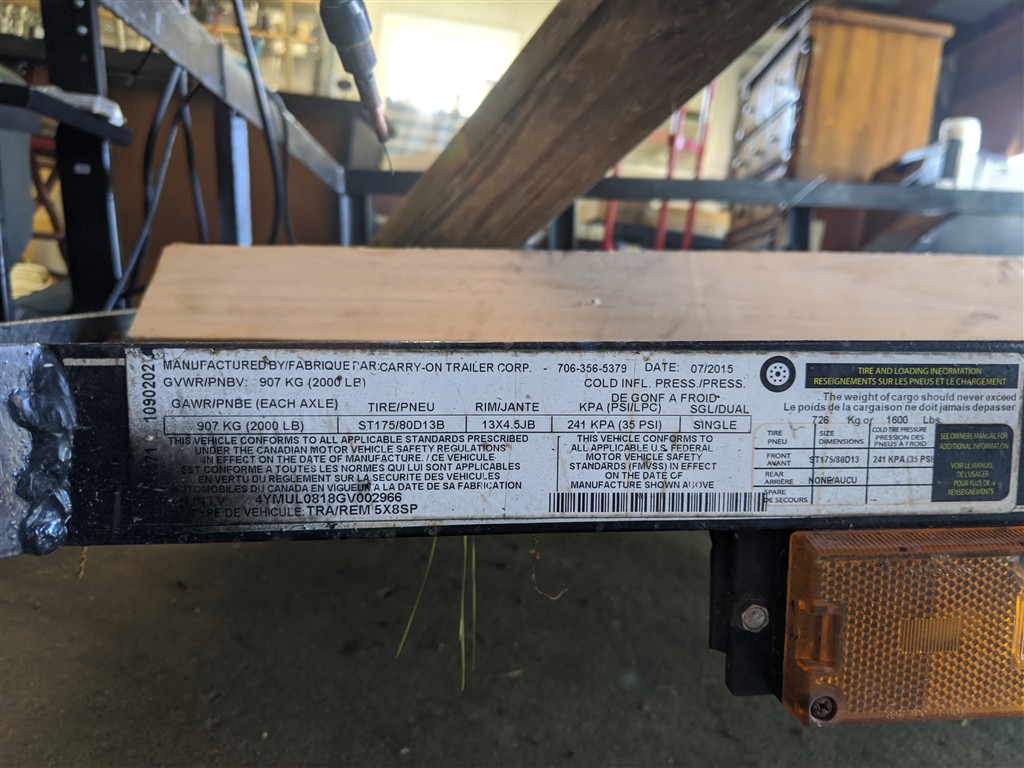 MANUFACTURED BY/FABRIQUE PAR: CARRY-ON TRAILER CORP. - 706-356-5379 DATE: 07/2015
GVWR/PNBV: 907 KG (2000 LB)
COLD INFL. PRESS./PRESS.
DE GONF A FROID
GAWR/PNBE (EACH AXLE) TIRE/PNEU RIM/JANTE KPA (PSI/LPC) SGL/DUAL
907 KG (2000 LB) ST175/80D13B 13X4.5JB 241 KPA (35 PSI) SINGLE
THIS VEHICLE CONFORMS TO ALL APPLICABLE STANDARDS PRESCRIBED
UNDER THE CANADIAN MOTOR VEHICLE SAFETY REGULATIONS
IN EFFECT ON THE DATE OF MANUFACTURE. / CE VEHICULE
EST CONFORME A TOUTES LES NORMES QUI LUI SONT APPLICABLES
EN VERTU DU REGLEMENT SUR LA SECURITE DES VEHICULES
AUTOMOBILES DU CANADA EN VIGUEUR A LA DATE DE SA FABRICATION
4YMUL0818GV002966
TYPE DE VEHICULE: TRA/REM 5X8SP
THIS VEHICLE CONFORMS TO
ALL APPLICABLE U.S. FEDERAL
MOTOR VEHICLE SAFETY
STANDARDS (FMVSS) IN EFFECT
ON THE DATE OF
MANUFACTURE SHOWN ABOVE
TIRE AND LOADING INFORMATION
RESEIGNEMENTS SUR LES PNEUS ET LE CHARGEMENT
The weight of cargo should never exceed
Le poids de la cargaison ne doit jamais depasser
726 Kg or 1600 Lbs
TIRE
PNEU
SIZE
DIMENSIONS
COLD TIRE PRESSURE
PRESSION DES
PNEUS À FROID
FRONT
AVANT
ST175/80D13 241 KPA (35 PSI
REAR
ARRIÈRE
NONE/AUCU
SPARE
DE SECOURS
SEE OWNERS MANUAL FOR
ADDITIONAL INFORMATION
VOIR LE MANUEL
DE L'USAGER
POUR PLUS DE
RENSEIGNEMENTS